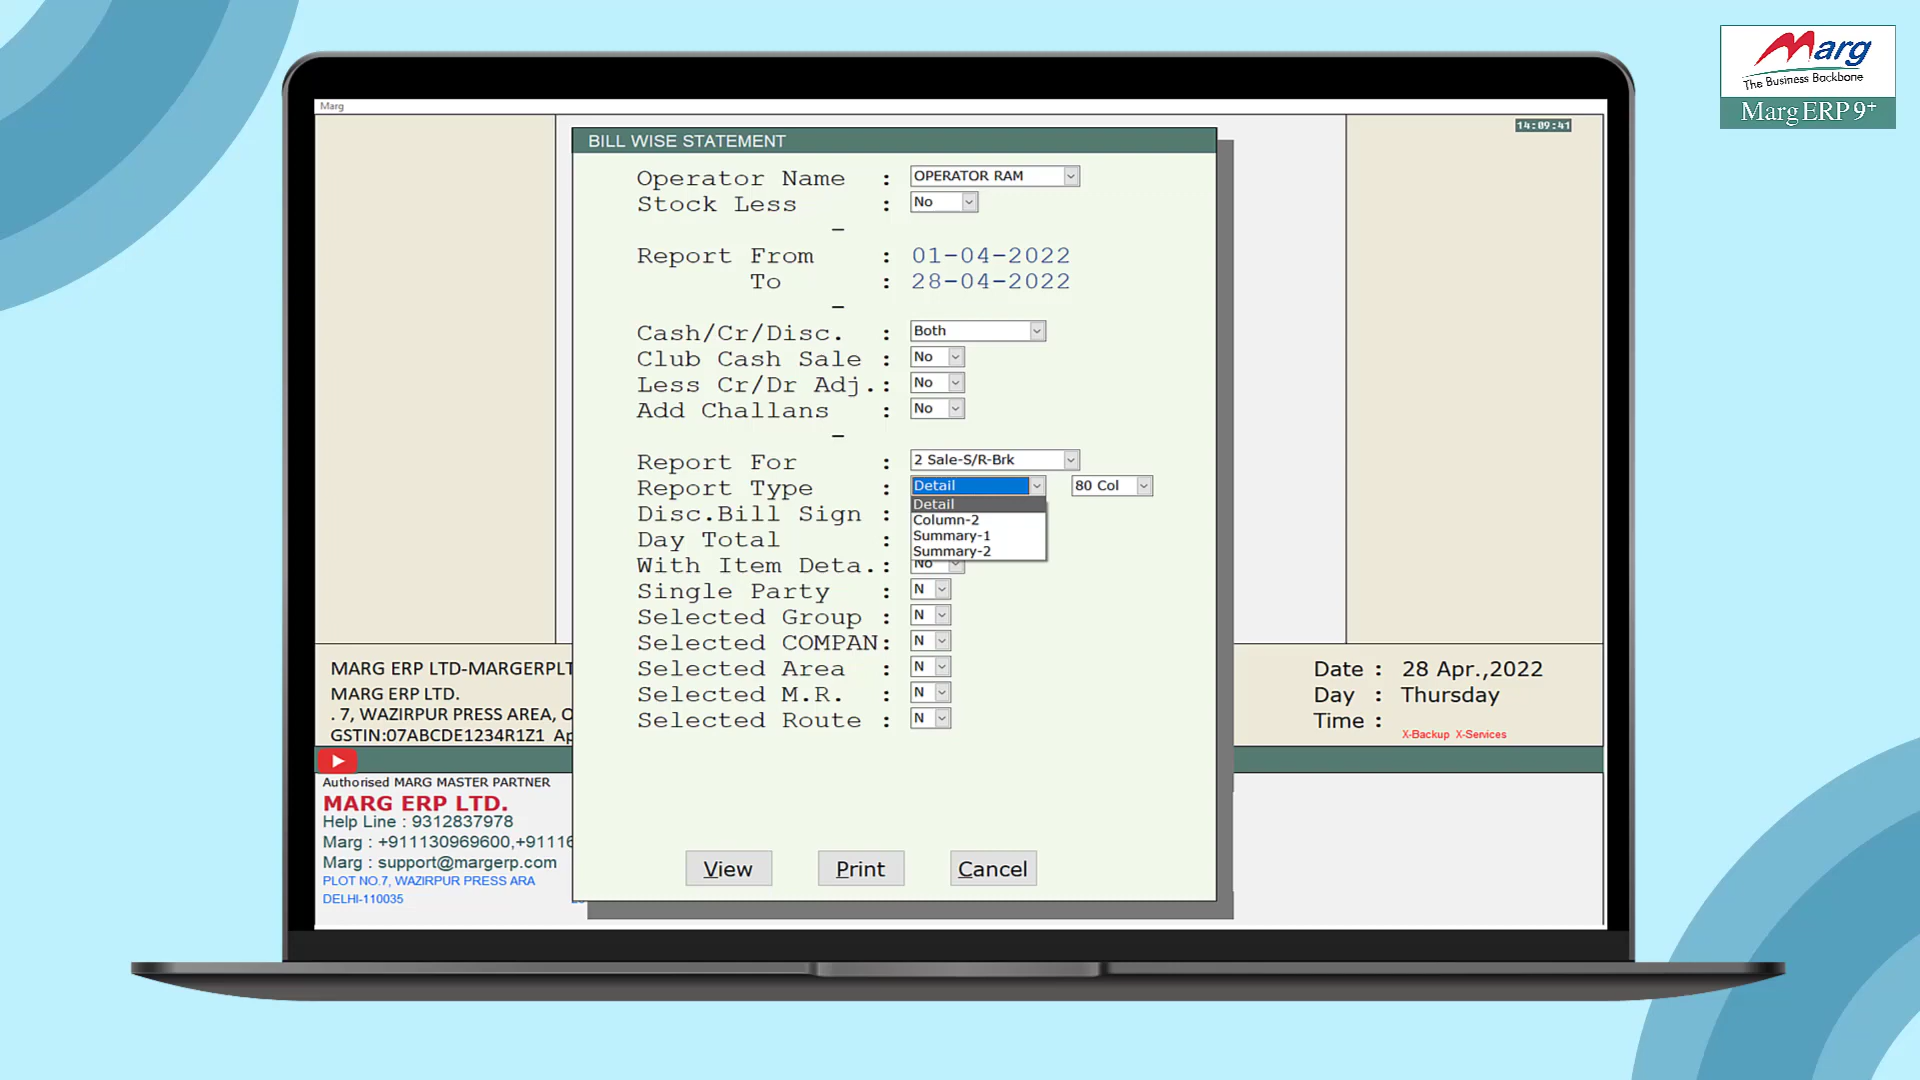 Marg
The Business Backbone
Marg ERP 9+
Marg
14:09:41
BILL WISE STATEMENT
Operator Name : OPERATOR RAM
Stock Less : No
-
Report From : 01-04-2022
To : 28-04-2022
-
Cash/Cr/Disc. : Both
Club Cash Sale : No
Less Cr/Dr Adj.: No
Add Challans : No
-
Report For : 2 Sale-S/R-Brk
Report Type : Detail 80 Col
Detail
Disc.Bill Sign :
Column-2
Summary-1
Day Total :
Summary-2
With Item Deta.: No
Single Party : N
Selected Group : N
Selected COMPAN: N
Selected Area : N
Selected M.R. : N
Selected Route : N
View Print Cancel
MARG ERP LTD-MARGERPLT
MARG ERP LTD.
. 7, WAZIRPUR PRESS AREA, O
GSTIN:07ABCDE1234R1Z1 Ap
Date : 28 Apr.,2022
Day : Thursday
Time :
X-Backup X-Services
Authorised MARG MASTER PARTNER
MARG ERP LTD.
Help Line : 9312837978
Marg : +911130969600,+91116
Marg : support@margerp.com
PLOT NO.7, WAZIRPUR PRESS ARA
DELHI-110035